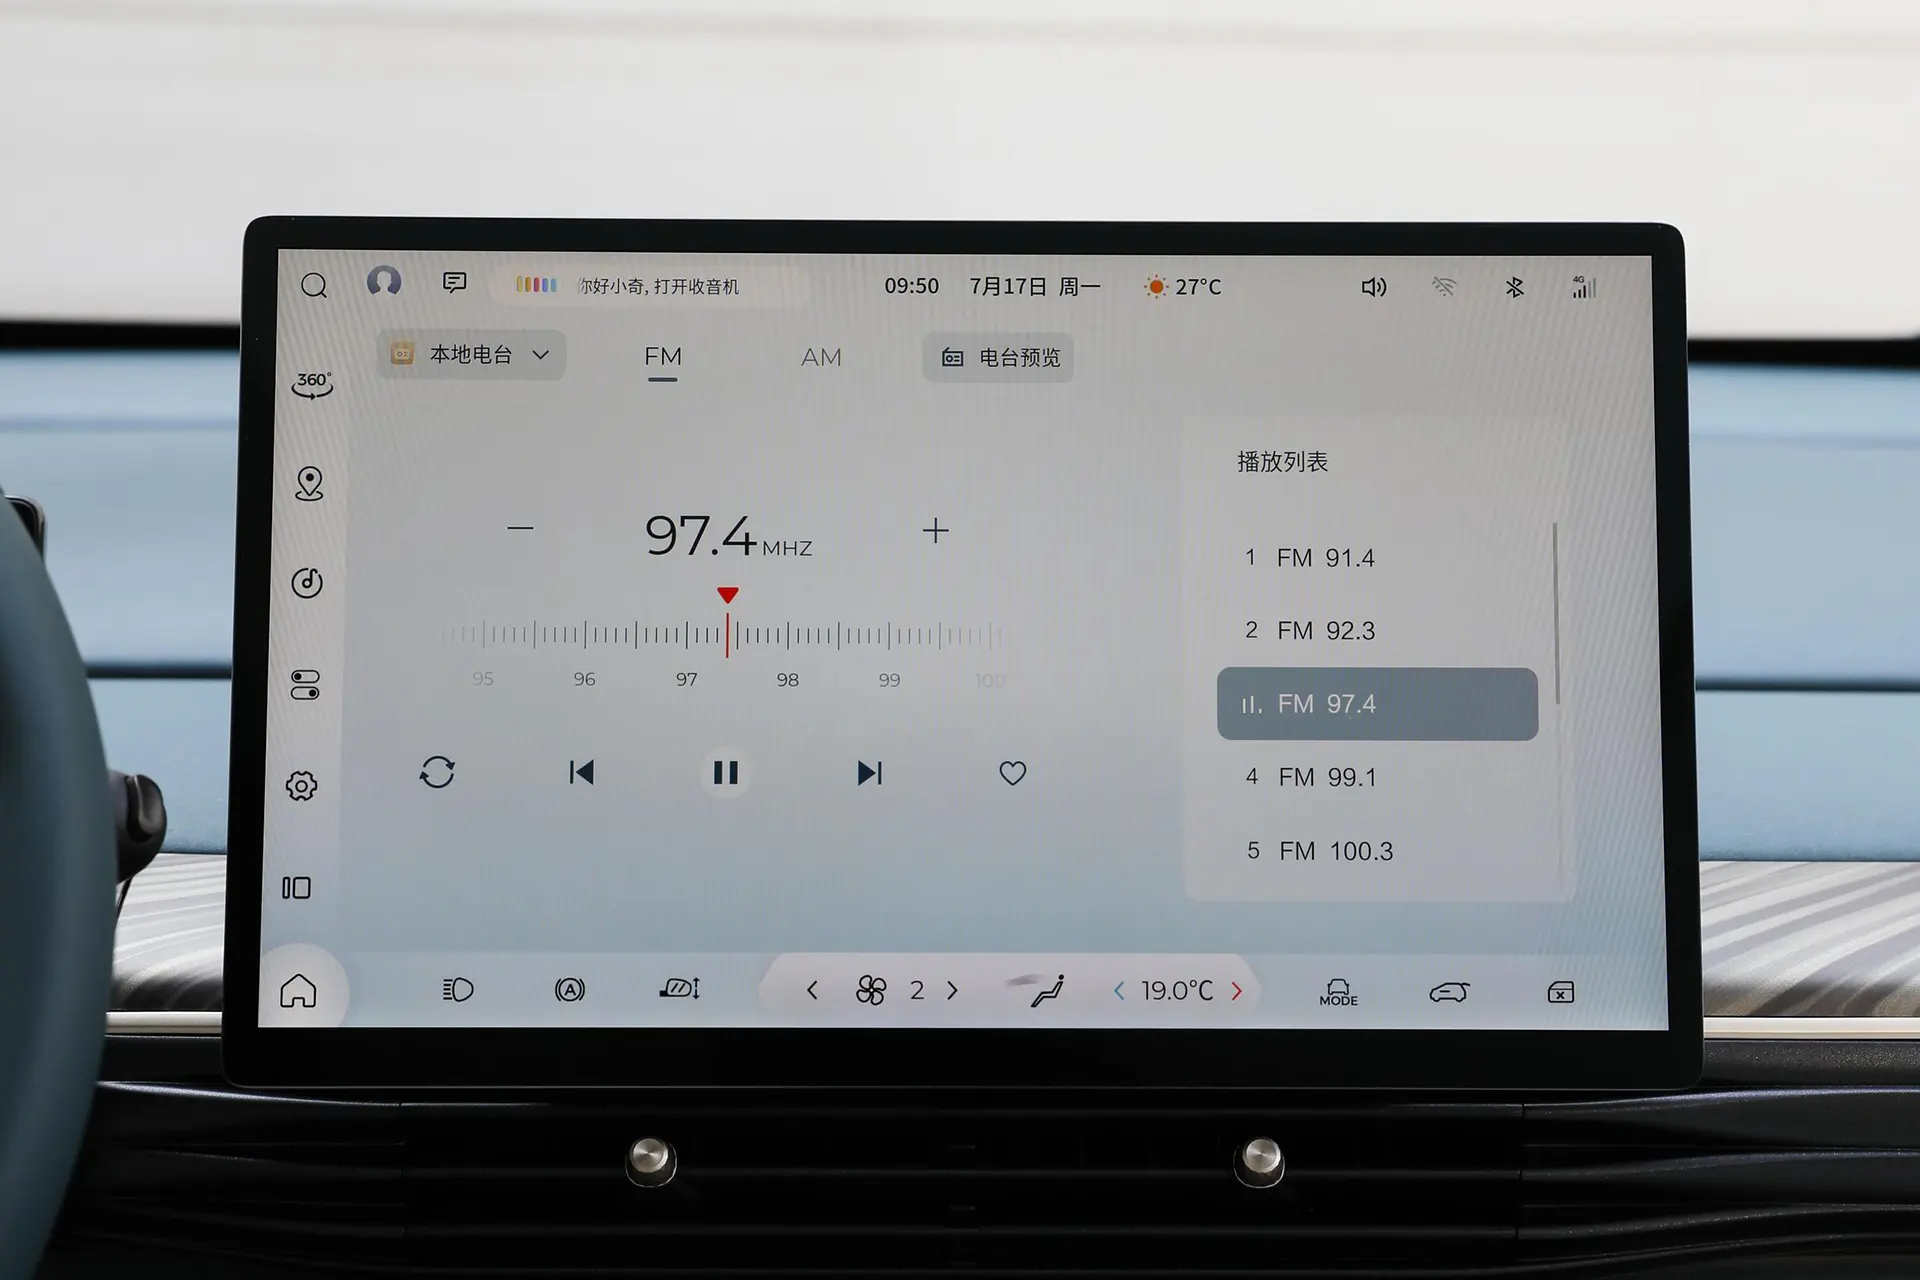 你好小奇, 打开收音机 09:50 7月17日 周一 27°C 4G
本地电台 FM AM 电台预览
360°
播放列表
97.4 MHZ
1 FM 91.4
2 FM 92.3
FM 97.4
4 FM 99.1
5 FM 100.3
95 96 97 98 99 100
A 2 19.0°C MODE